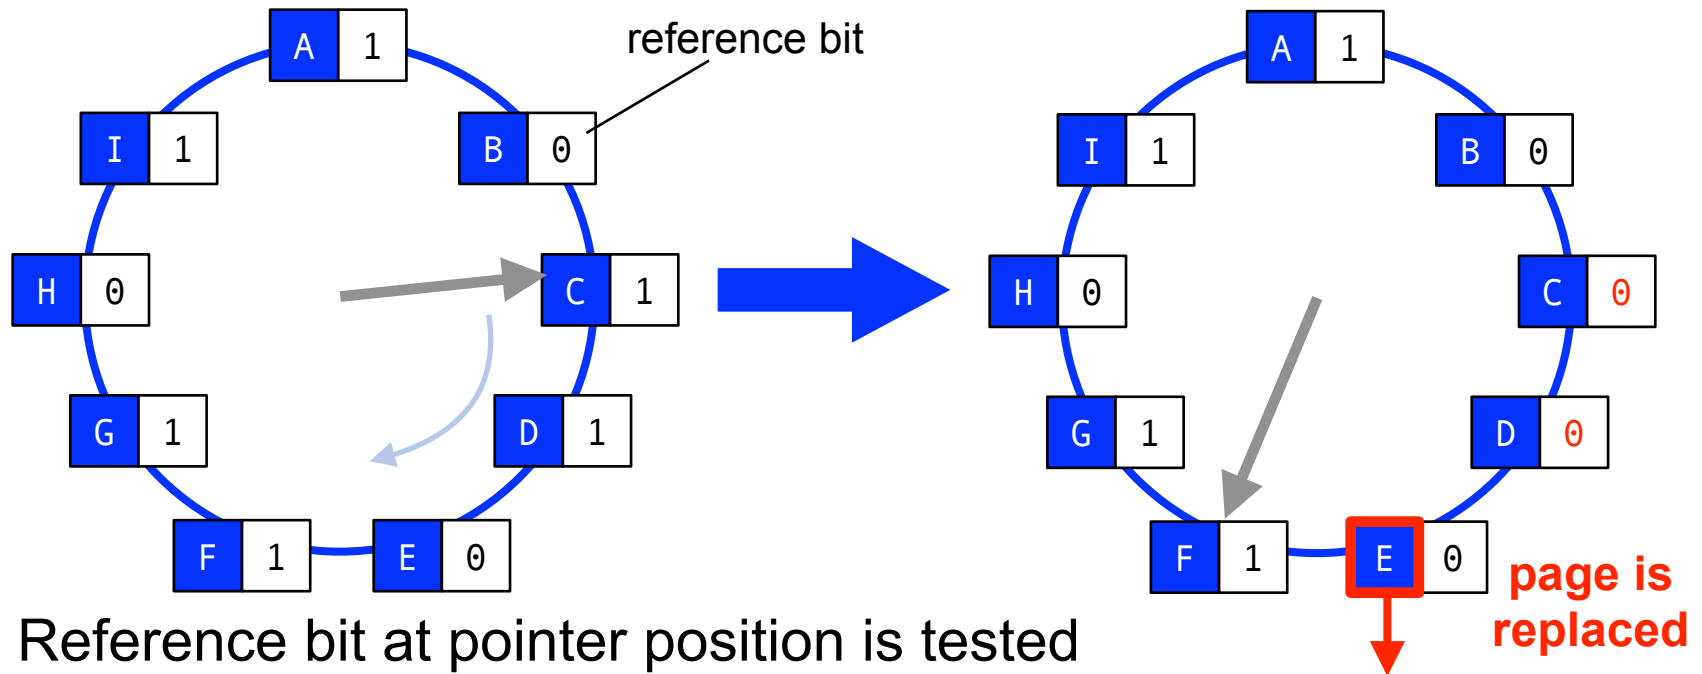 A 1
reference bit
I 1
B 0
H 0
C 1
G 1
D 1
F 1
E 0
A 1
I 1
B 0
H 0
C 0
G 1
D 0
F 1
E 0
page is
replaced
Reference bit at pointer position is tested